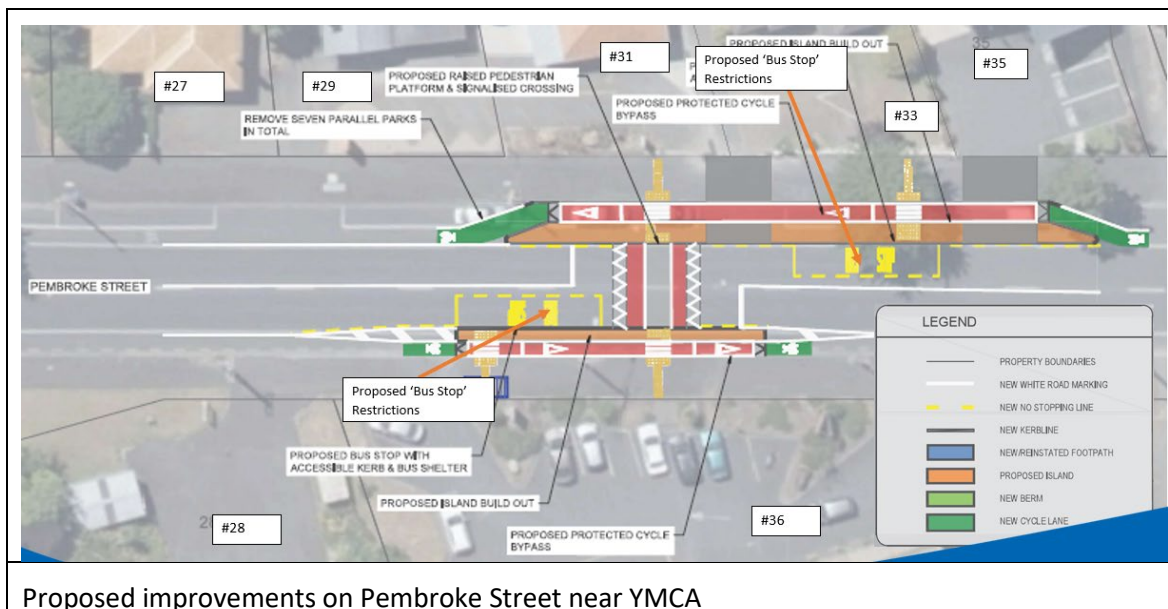 #27
#29
#31
PROPOSED ISLAND BUILD OUT
35
#35
PROPOSED RAISED PEDESTRIAN
PLATFORM & SIGNALISED CROSSING
Proposed 'Bus Stop'
Restrictions
REMOVE SEVEN PARALLEL PARKS
IN TOTAL
PROPOSED PROTECTED CYCLE
BYPASS
#33
PEMBROKE STREET
LEGEND
PROPERTY BOUNDARIES
NEW WHITE ROAD MARKING
NEW NO STOPPING LINE
NEW KERBLINE
NEW/REINSTATED FOOTPATH
PROPOSED ISLAND
NEW BERM
NEW CYCLE LANE
Proposed 'Bus Stop'
Restrictions
PROPOSED BUS STOP WITH
ACCESSIBLE KERB & BUS SHELTER
PROPOSED ISLAND BUILD OUT
#28
PROPOSED PROTECTED CYCLE
BYPASS
#36
Proposed improvements on Pembroke Street near YMCA